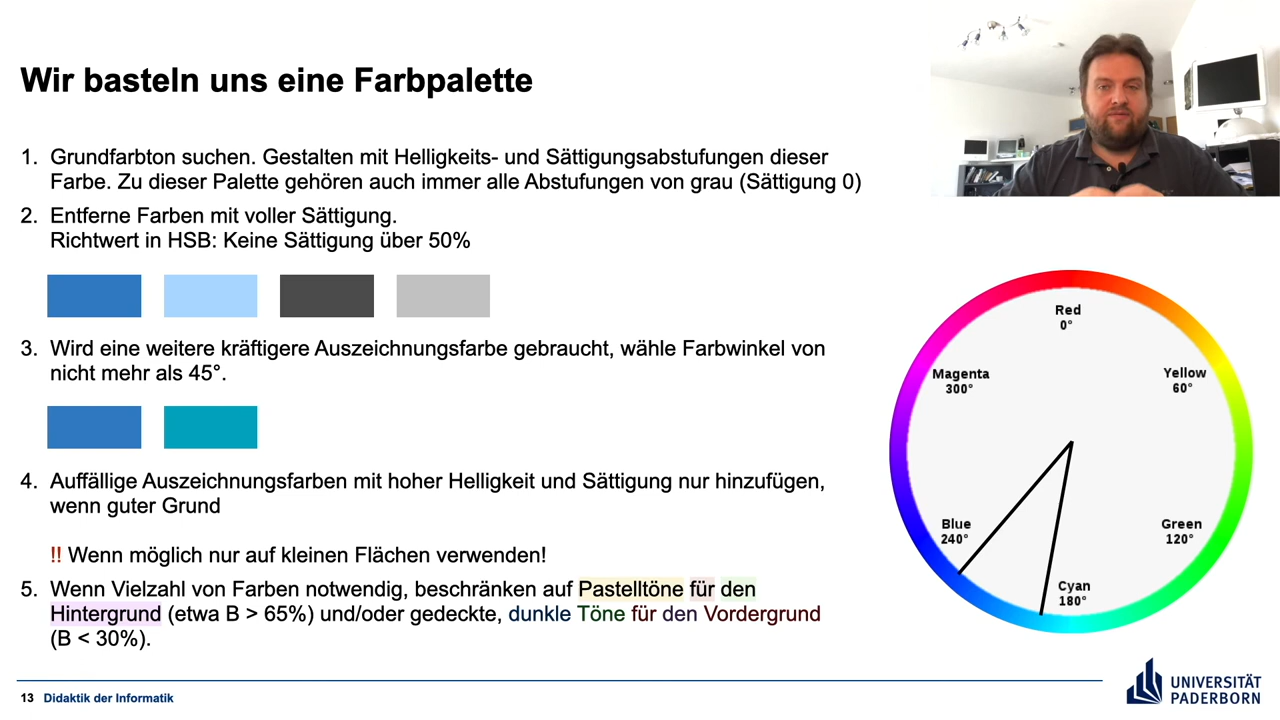 Wir basteln uns eine Farbpalette
1. Grundfarbton suchen. Gestalten mit Helligkeits- und Sättigungsabstufungen dieser
Farbe. Zu dieser Palette gehören auch immer alle Abstufungen von grau (Sättigung 0)
2. Entferne Farben mit voller Sättigung.
Richtwert in HSB: Keine Sättigung über 50%
3. Wird eine weitere kräftigere Auszeichnungsfarbe gebraucht, wähle Farbwinkel von
nicht mehr als 45°.
4. Auffällige Auszeichnungsfarben mit hoher Helligkeit und Sättigung nur hinzufügen,
wenn guter Grund
!! Wenn möglich nur auf kleinen Flächen verwenden!
5. Wenn Vielzahl von Farben notwendig, beschränken auf Pastelltöne für den
Hintergrund (etwa B > 65%) und/oder gedeckte, dunkle Töne für den Vordergrund
(B < 30%).
Red
0°
Magenta
300°
Yellow
60°
Blue
240°
Green
120°
Cyan
180°
13 Didaktik der Informatik
UNIVERSITÄT
PADERBORN